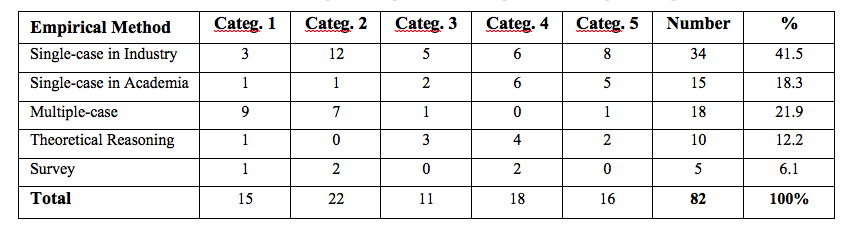 Empirical Method Categ. 1 Categ. 2 Categ. 3 Categ. 4 Categ. 5 Number %
Single-case in Industry 3 12 5 6 8 34 41.5
Single-case in Academia 1 1 2 6 5 15 18.3
Multiple-case 9 7 1 0 1 18 21.9
Theoretical Reasoning 1 0 3 4 2 10 12.2
Survey 1 2 0 2 0 5 6.1
Total 15 22 11 18 16 82 100%